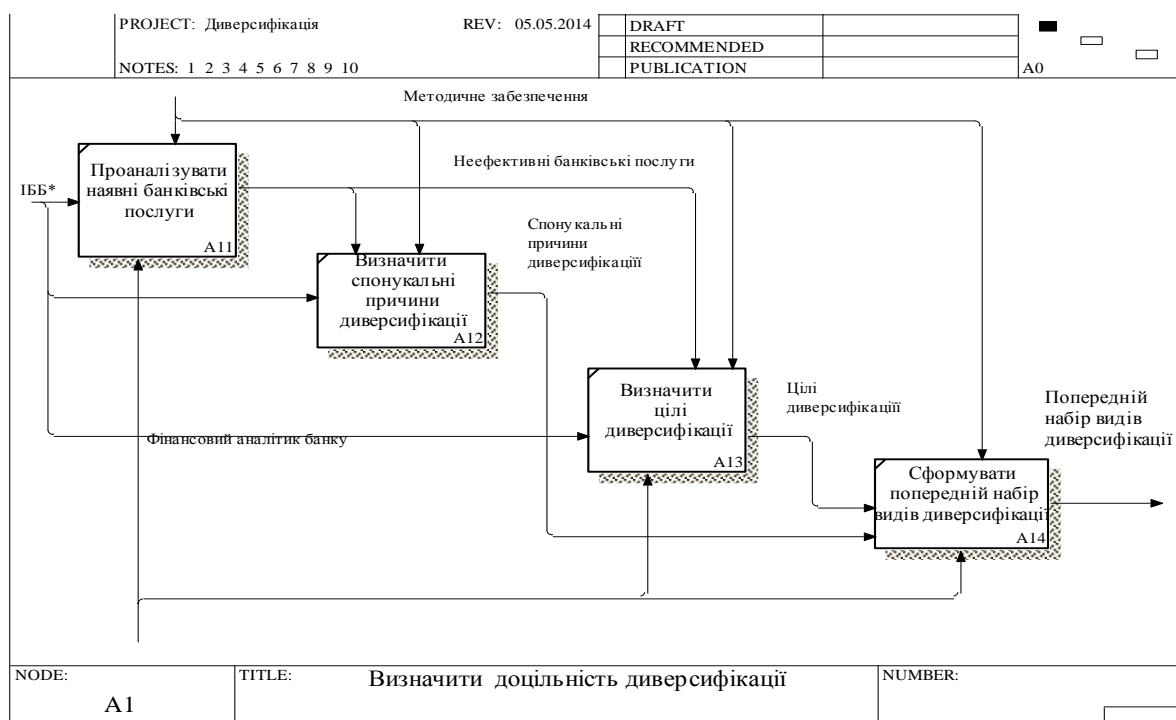 PROJECT: Диверсифікація
REV: 05.05.2014
DRAFT
RECOMMENDED
NOTES: 1 2 3 4 5 6 7 8 9 10
PUBLICATION
A0
Методичне забезпечення
ІББ*
Проаналізувати
наявні банківські
послуги
A11
Неефективні банківські послуги
Визначити
спонукальні
причини
диверсифікації
A12
Спонукальні
причини
диверсифікаціїї
Фінансовий аналітик банку
Визначити
цілі
диверсифікації
A13
Цілі
диверсифікаціїї
Сформувати
попередній набір
видів диверсифікації
A14
Попередній
набір видів
диверсифікації
NODE:
A1
TITLE:
Визначити доцільність диверсифікації
NUMBER: